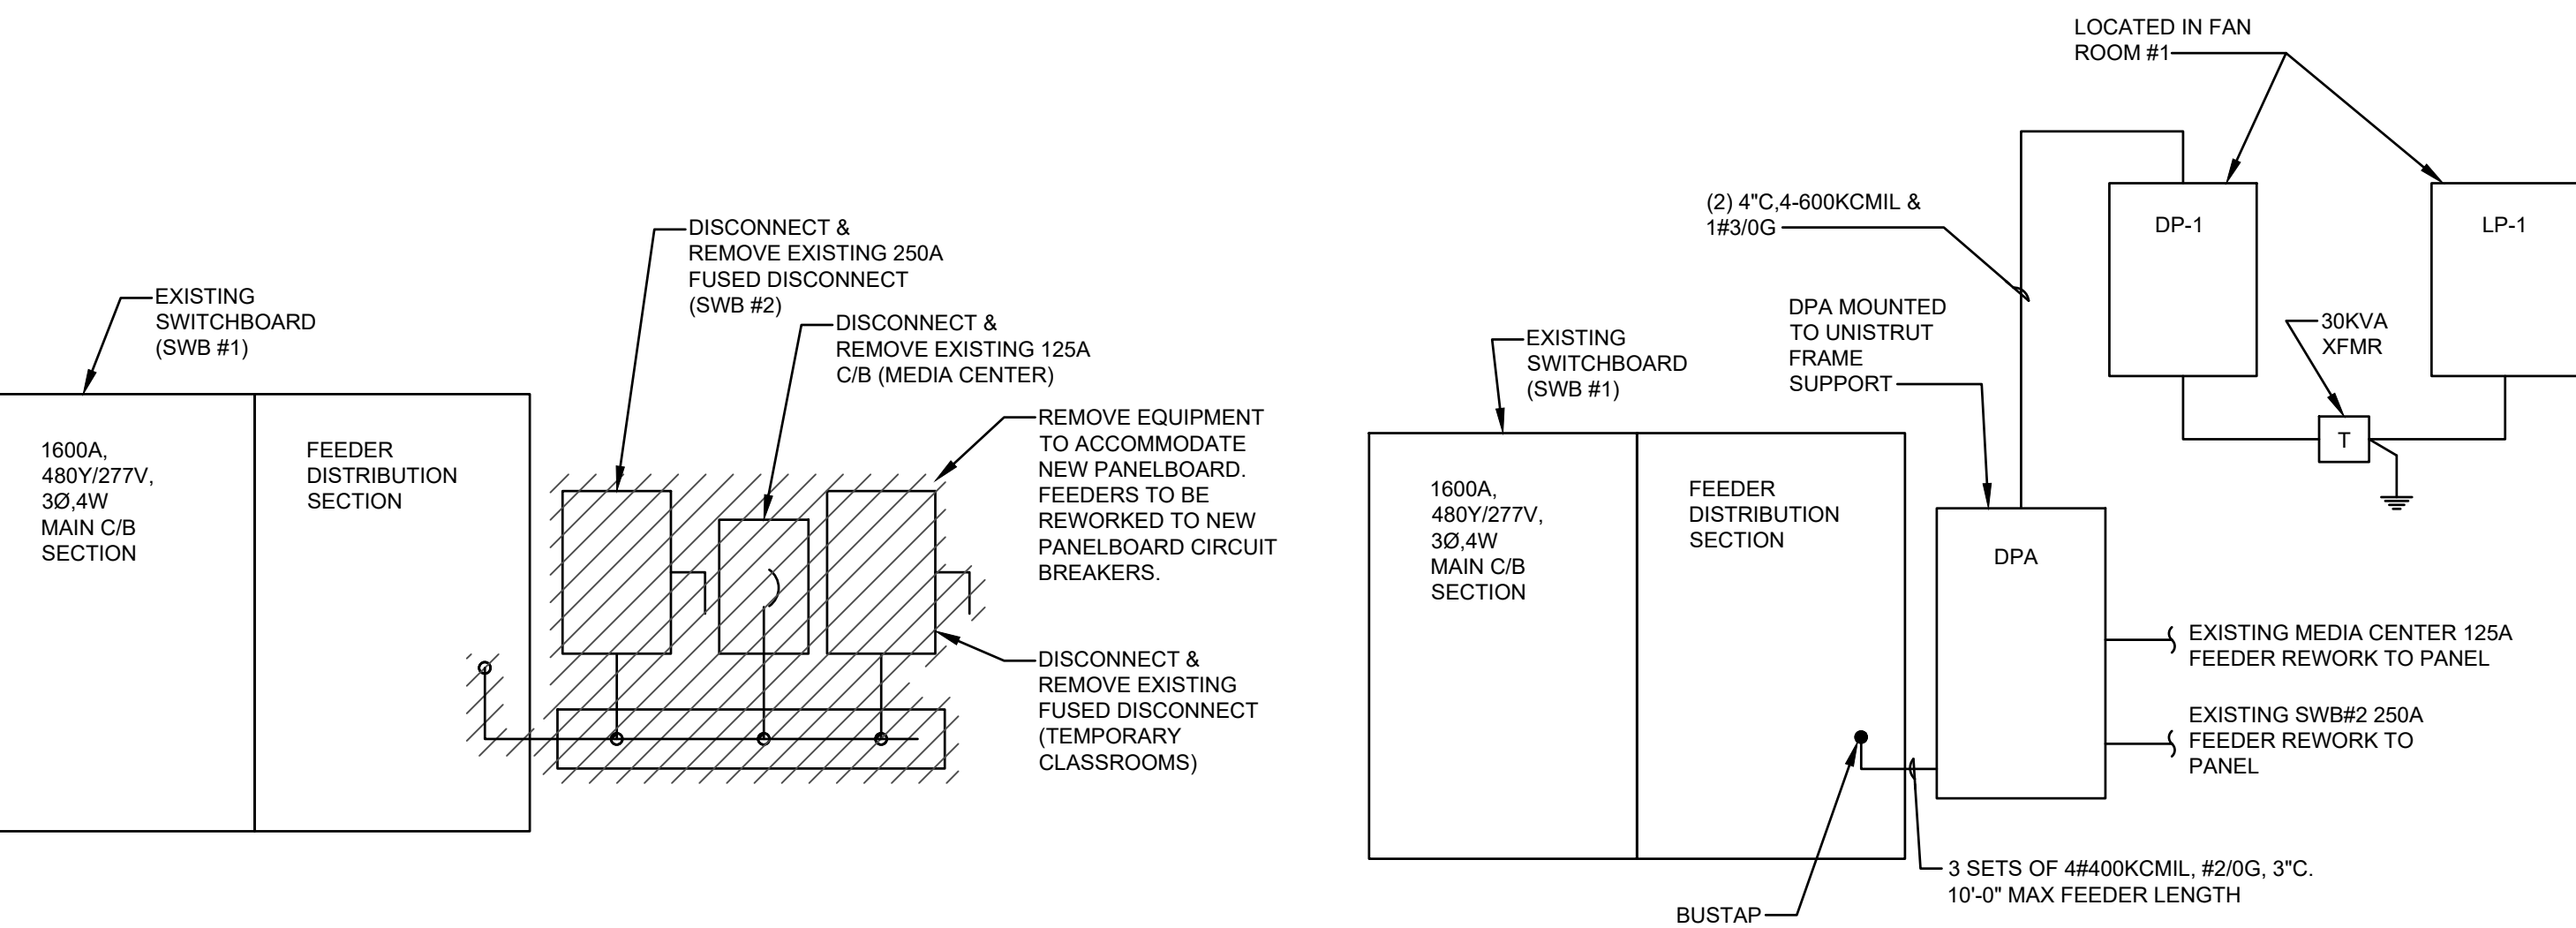 EXISTING
SWITCHBOARD
(SWB #1)
1600A,
480Y/277V,
3Ø,4W
MAIN C/B
SECTION
FEEDER
DISTRIBUTION
SECTION
DISCONNECT &
REMOVE EXISTING 250A
FUSED DISCONNECT
(SWB #2)
DISCONNECT &
REMOVE EXISTING 125A
C/B (MEDIA CENTER)
REMOVE EQUIPMENT
TO ACCOMMODATE
NEW PANELBOARD.
FEEDERS TO BE
REWORKED TO NEW
PANELBOARD CIRCUIT
BREAKERS.
DISCONNECT &
REMOVE EXISTING
FUSED DISCONNECT
(TEMPORARY
CLASSROOMS)
LOCATED IN FAN
ROOM #1
(2) 4"C,4-600KCMIL &
1#3/0G
DP-1
LP-1
30KVA
XFMR
T
DPA MOUNTED
TO UNISTRUT
FRAME
SUPPORT
EXISTING
SWITCHBOARD
(SWB #1)
1600A,
480Y/277V,
3Ø,4W
MAIN C/B
SECTION
FEEDER
DISTRIBUTION
SECTION
DPA
EXISTING MEDIA CENTER 125A
FEEDER REWORK TO PANEL
EXISTING SWB#2 250A
FEEDER REWORK TO
PANEL
3 SETS OF 4#400KCMIL, #2/0G, 3"C.
10'-0" MAX FEEDER LENGTH
BUSTAP